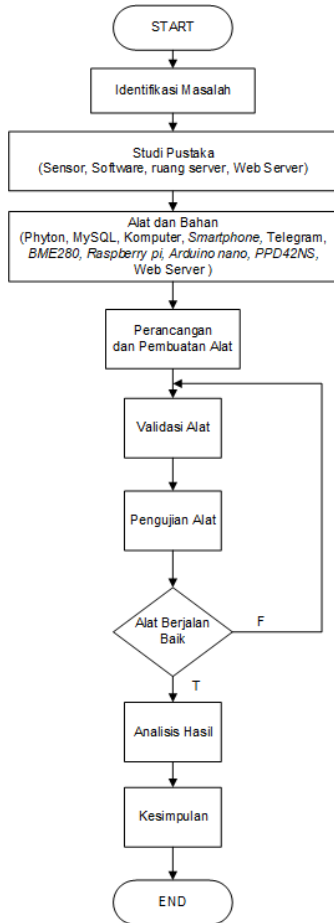 START
Identifikasi Masalah
Studi Pustaka
(Sensor, Software, ruang server, Web Server)
Alat dan Bahan
(Phyton, MySQL, Komputer, Smartphone, Telegram,
BME280, Raspberry pi, Arduino nano, PPD42NS,
Web Server )
Perancangan
dan Pembuatan Alat
Validasi Alat
Pengujian Alat
Alat Berjalan
Baik
F
T
Analisis Hasil
Kesimpulan
END